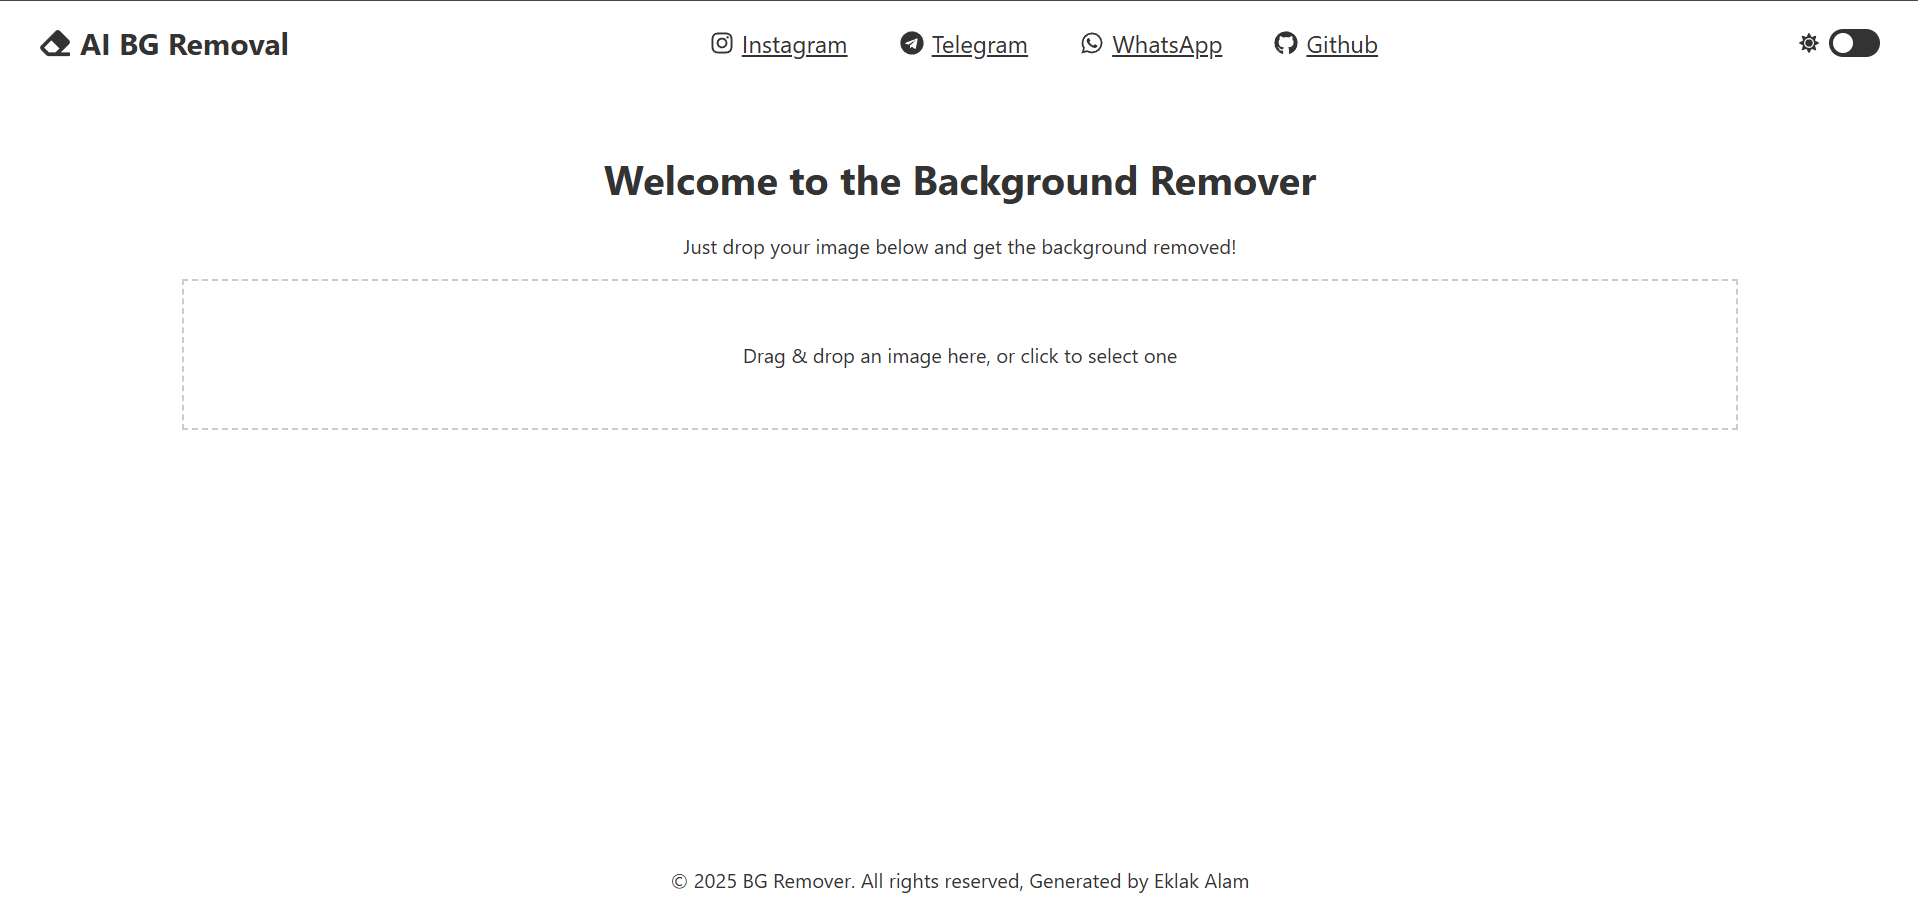 AI BG Removal
Instagram Telegram WhatsApp Github
Welcome to the Background Remover
Just drop your image below and get the background removed!
Drag & drop an image here, or click to select one
© 2025 BG Remover. All rights reserved, Generated by Eklak Alam